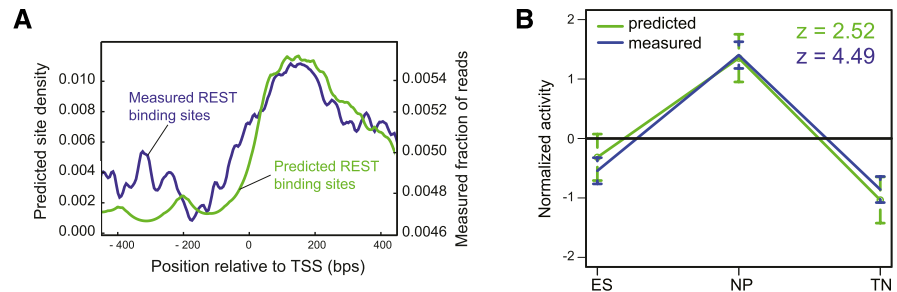 A
Predicted site density
0.010
0.008
0.006
0.004
0.002
0.000
Measured REST
binding sites
Predicted REST
binding sites
0.0054
0.0052
0.0050
0.0048
0.0046
Measured fraction of reads
- 400
- 200
0
200
400
Position relative to TSS (bps)
B
Normalized activity
2
1
0
-1
-2
predicted
measured
z = 2.52
z = 4.49
ES
NP
TN